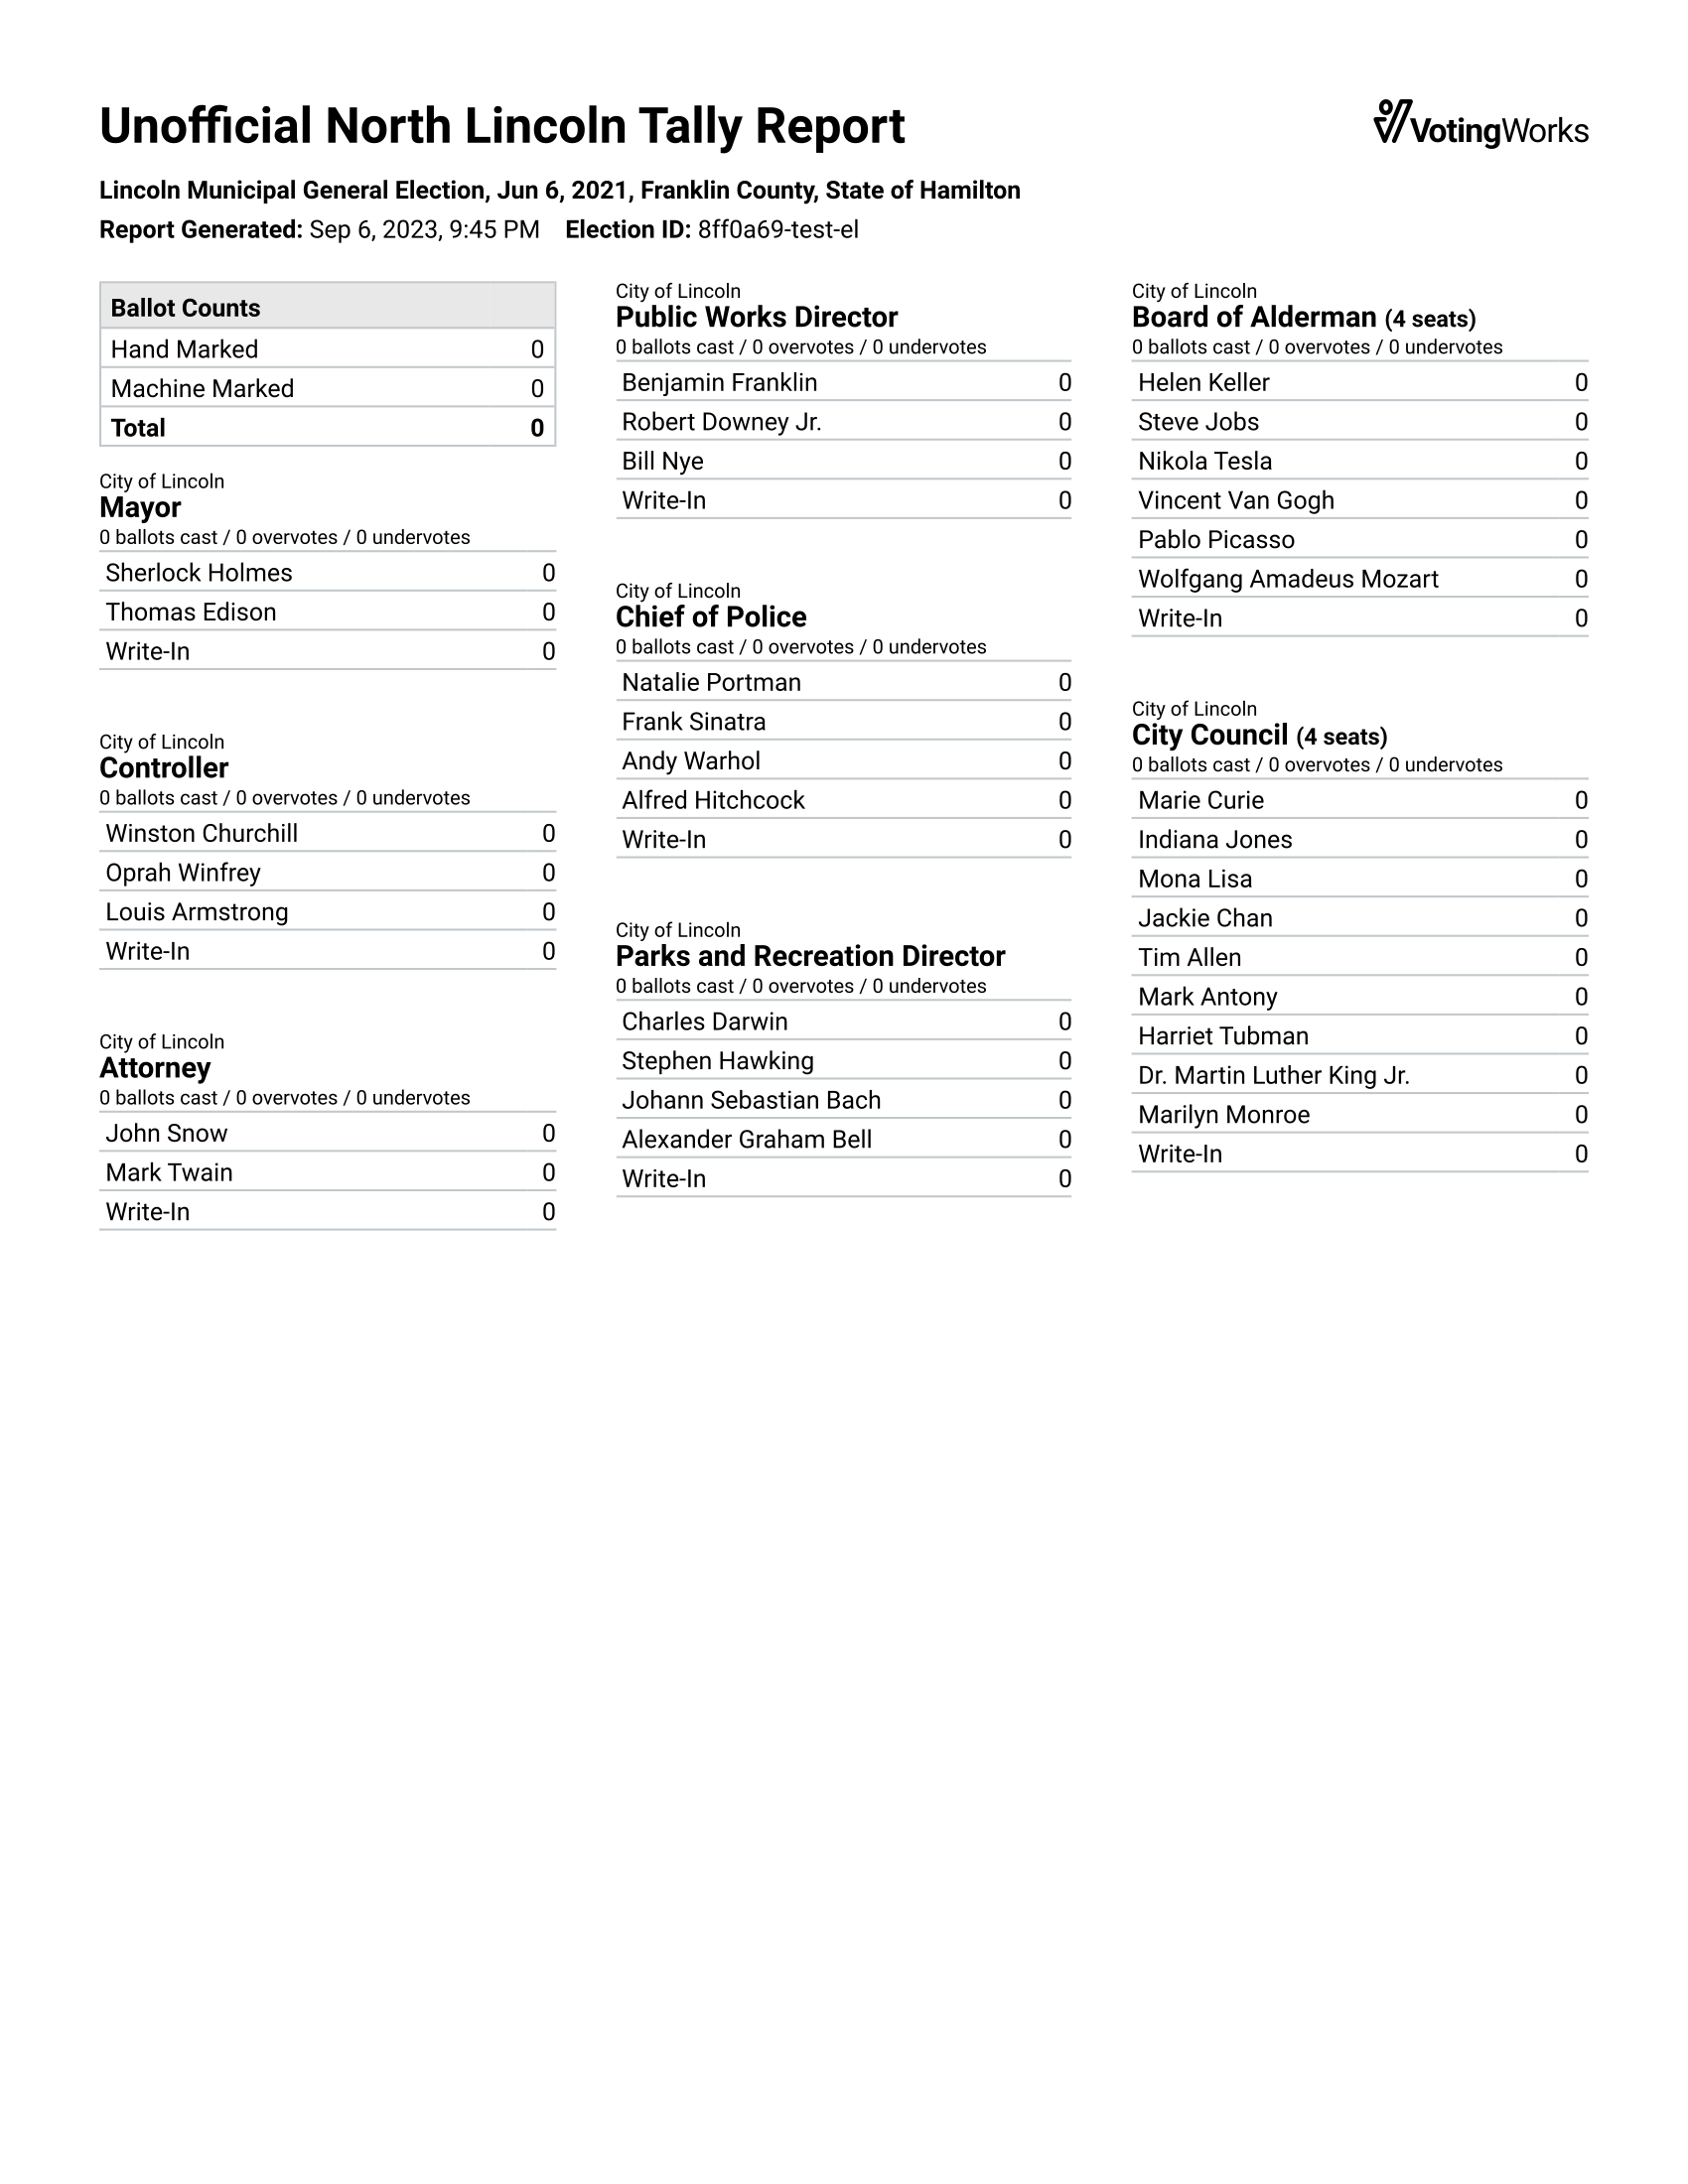 Unofficial North Lincoln Tally Report
VotingWorks
Lincoln Municipal General Election, Jun 6, 2021, Franklin County, State of Hamilton
Report Generated: Sep 6, 2023, 9:45 PM Election ID: 8ff0a69-test-el
Ballot Counts
Hand Marked 0
Machine Marked 0
Total 0
City of Lincoln
Mayor
0 ballots cast / 0 overvotes / 0 undervotes
Sherlock Holmes 0
Thomas Edison 0
Write-In 0
City of Lincoln
Controller
0 ballots cast / 0 overvotes / 0 undervotes
Winston Churchill 0
Oprah Winfrey 0
Louis Armstrong 0
Write-In 0
City of Lincoln
Attorney
0 ballots cast / 0 overvotes / 0 undervotes
John Snow 0
Mark Twain 0
Write-In 0
City of Lincoln
Public Works Director
0 ballots cast / 0 overvotes / 0 undervotes
Benjamin Franklin 0
Robert Downey Jr. 0
Bill Nye 0
Write-In 0
City of Lincoln
Chief of Police
0 ballots cast / 0 overvotes / 0 undervotes
Natalie Portman 0
Frank Sinatra 0
Andy Warhol 0
Alfred Hitchcock 0
Write-In 0
City of Lincoln
Parks and Recreation Director
0 ballots cast / 0 overvotes / 0 undervotes
Charles Darwin 0
Stephen Hawking 0
Johann Sebastian Bach 0
Alexander Graham Bell 0
Write-In 0
City of Lincoln
Board of Alderman (4 seats)
0 ballots cast / 0 overvotes / 0 undervotes
Helen Keller 0
Steve Jobs 0
Nikola Tesla 0
Vincent Van Gogh 0
Pablo Picasso 0
Wolfgang Amadeus Mozart 0
Write-In 0
City of Lincoln
City Council (4 seats)
0 ballots cast / 0 overvotes / 0 undervotes
Marie Curie 0
Indiana Jones 0
Mona Lisa 0
Jackie Chan 0
Tim Allen 0
Mark Antony 0
Harriet Tubman 0
Dr. Martin Luther King Jr. 0
Marilyn Monroe 0
Write-In 0